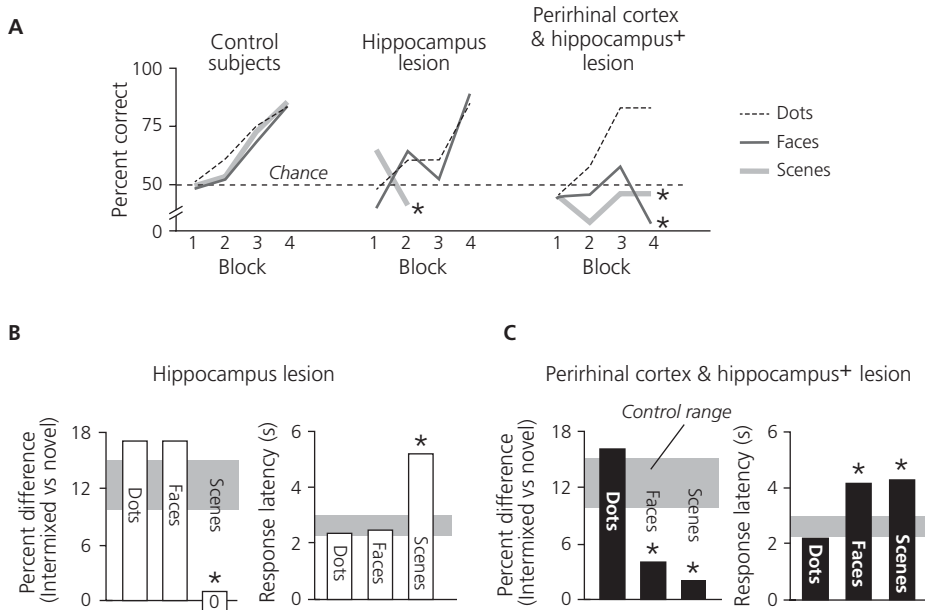 A
Control
subjects
Hippocampus
lesion
Perirhinal cortex
& hippocampus+
lesion
Percent correct
100
75
50
0
Chance
*
*
*
1 2 3 4
Block
1 2 3 4
Block
1 2 3 4
Block
Dots
Faces
Scenes
B
Hippocampus lesion
Percent difference
(Intermixed vs novel)
18
12
6
0
Dots
Faces
Scenes
*
0
Response latency (s)
6
4
2
0
Dots
Faces
Scenes
*
C
Perirhinal cortex & hippocampus+ lesion
Control range
Percent difference
(Intermixed vs novel)
18
12
6
0
Dots
Faces
Scenes
*
*
Response latency (s)
6
4
2
0
Dots
Faces
Scenes
*
*